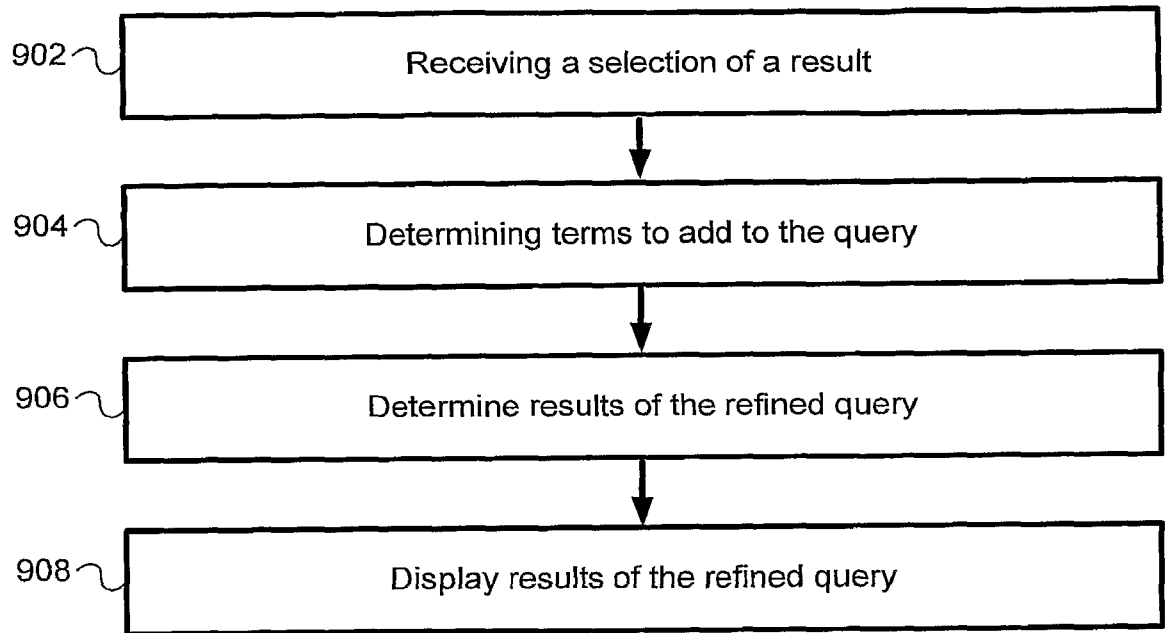 902 Receiving a selection of a result
904 Determining terms to add to the query
906 Determine results of the refined query
908 Display results of the refined query